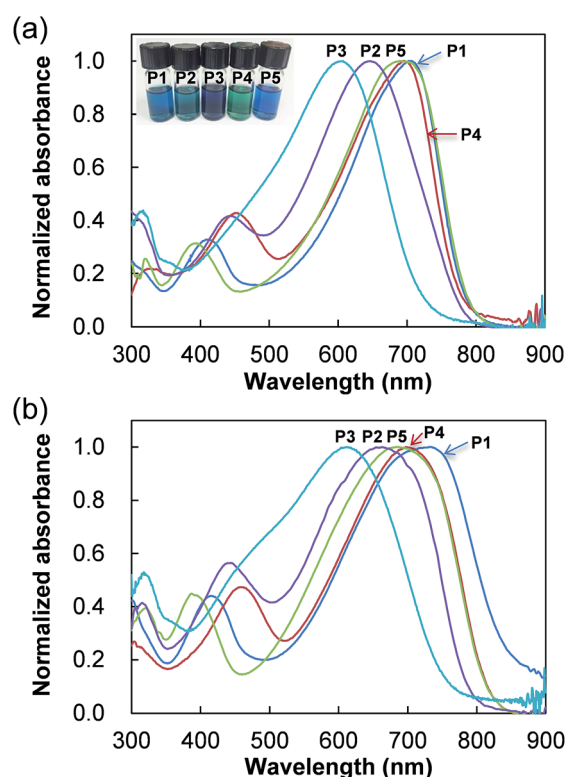 (a)
P1 P2 P3 P4 P5
P3 P2 P5 P1
P4
Normalized absorbance
1.0
0.8
0.6
0.4
0.2
0.0
300 400 500 600 700 800 900
Wavelength (nm)
(b)
P3 P2 P5 P4 P1
Normalized absorbance
1.0
0.8
0.6
0.4
0.2
0.0
300 400 500 600 700 800 900
Wavelength (nm)